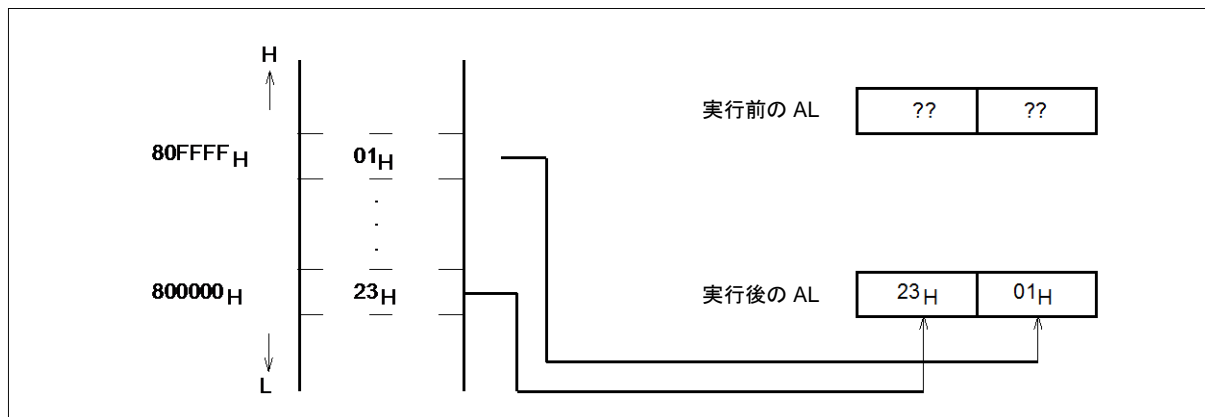 H
実行前の AL ?? ??
80FFFFH 01H
800000H 23H
実行後の AL 23H 01H
L